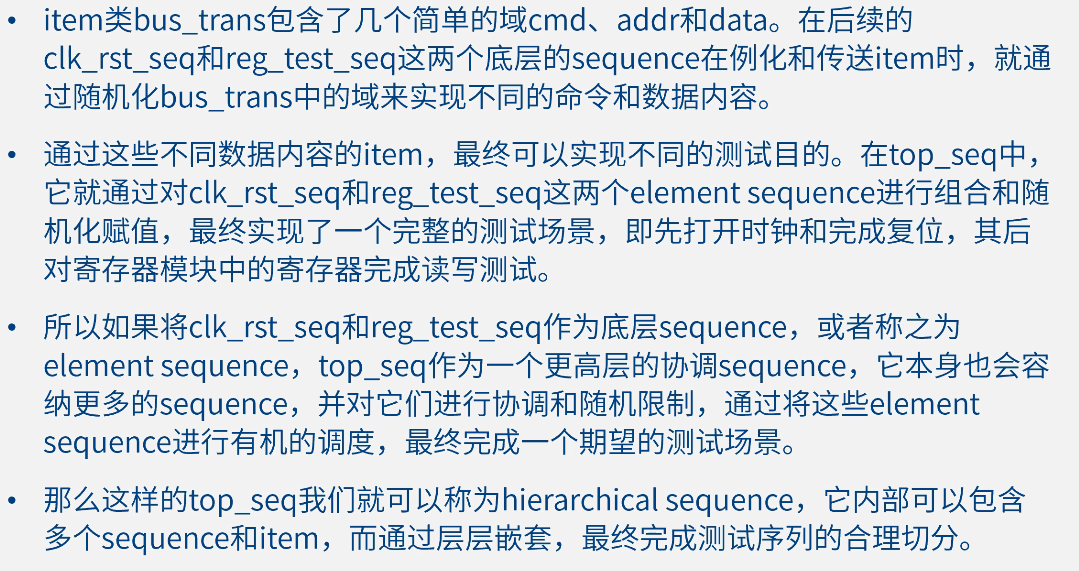 • item类bus_trans包含了几个简单的域cmd、addr和data。在后续的
clk_rst_seq和reg_test_seq这两个底层的sequence在例化和传送item时，就通
过随机化bus_trans中的域来实现不同的命令和数据内容。
• 通过这些不同数据内容的item，最终可以实现不同的测试目的。在top_seq中，
它就通过对clk_rst_seq和reg_test_seq这两个element sequence进行组合和随
机化赋值，最终实现了一个完整的测试场景，即先打开时钟和完成复位，其后
对寄存器模块中的寄存器完成读写测试。
• 所以如果将clk_rst_seq和reg_test_seq作为底层sequence，或者称之为
element sequence，top_seq作为一个更高层的协调sequence，它本身也会容
纳更多的sequence，并对它们进行协调和随机限制，通过将这些element
sequence进行有机的调度，最终完成一个期望的测试场景。
• 那么这样的top_seq我们就可以称为hierarchical sequence，它内部可以包含
多个sequence和item，而通过层层嵌套，最终完成测试序列的合理切分。